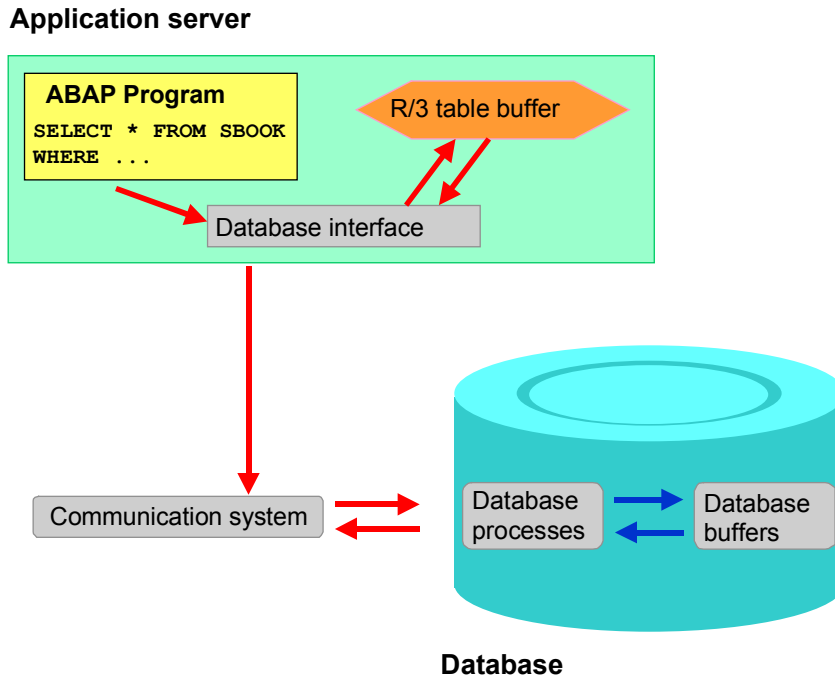 Application server
ABAP Program
SELECT * FROM SBOOK
WHERE ...
R/3 table buffer
Database interface
Communication system
Database
processes
Database
buffers
Database